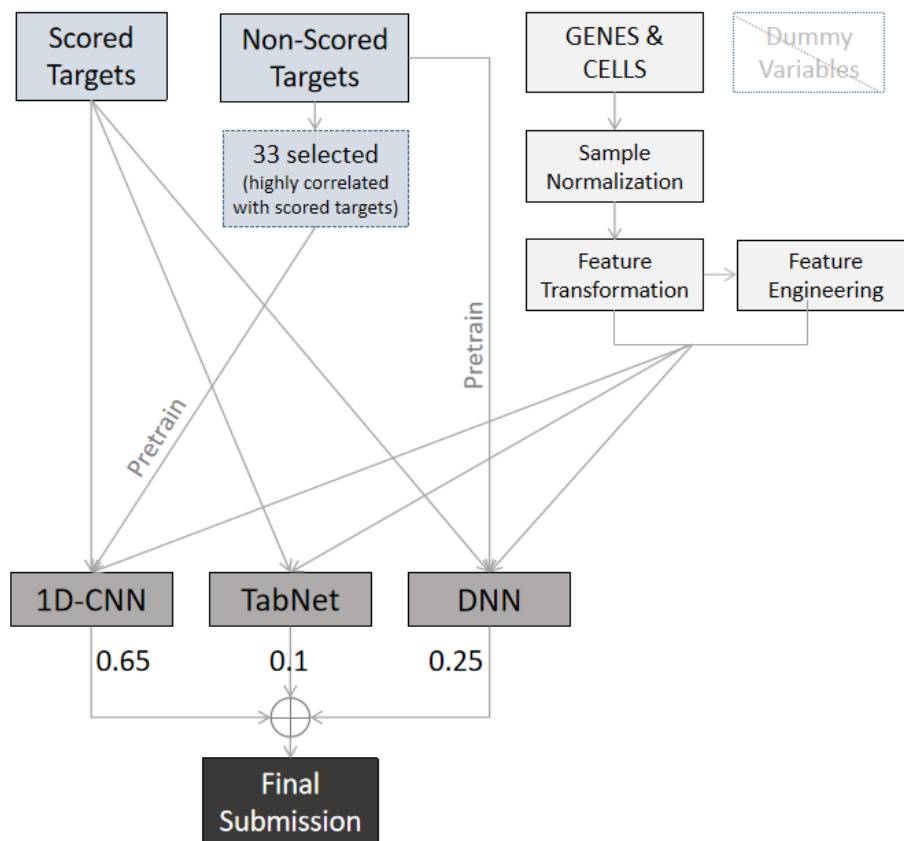 Scored
Targets
Non-Scored
Targets
GENES &
CELLS
Dummy
Variables
33 selected
(highly correlated
with scored targets)
Sample
Normalization
Feature
Transformation
Feature
Engineering
Pretrain
Pretrain
1D-CNN
TabNet
DNN
0.65
0.1
0.25
Final
Submission